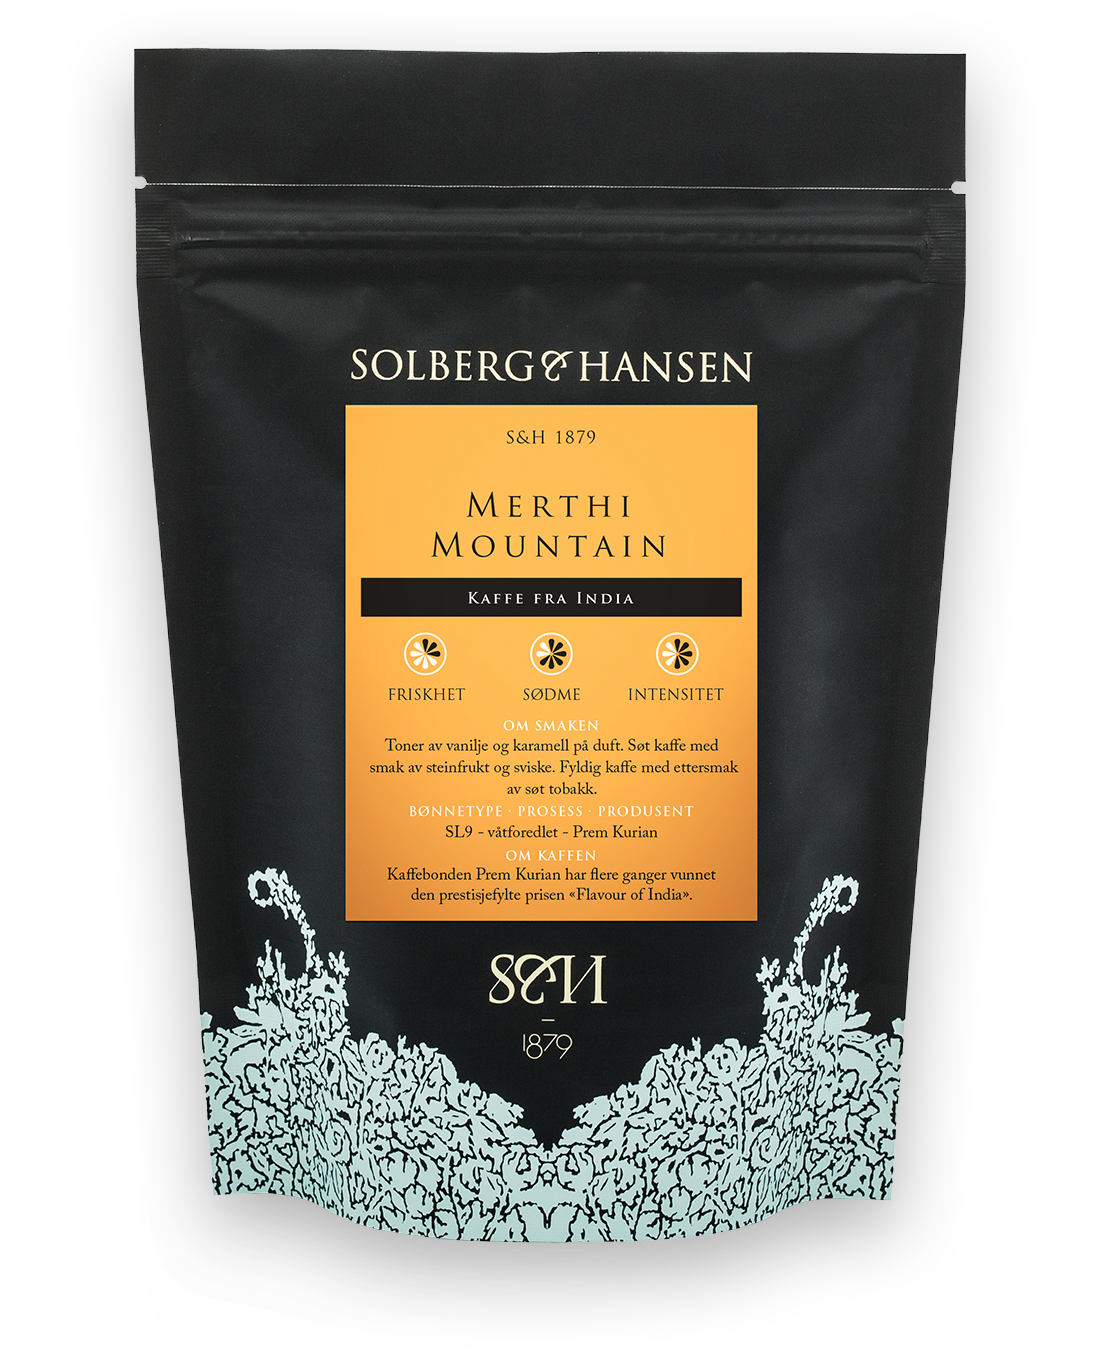 SOLBERG & HANSEN
S&H 1879
MERTHI
MOUNTAIN
KAFFE FRA INDIA
FRISKHET SØDME INTENSITET
OM SMAKEN
Toner av vanilje og karamell på duft. Søt kaffe med
smak av steinfrukt og sviske. Fyldig kaffe med ettersmak
av søt tobakk.
BØNNETYPE · PROSESS · PRODUSENT
SL9 - våtforedlet - Prem Kurian
OM KAFFEN
Kaffebonden Prem Kurian har flere ganger vunnet
den prestisjefylte prisen «Flavour of India».
S&H
1879